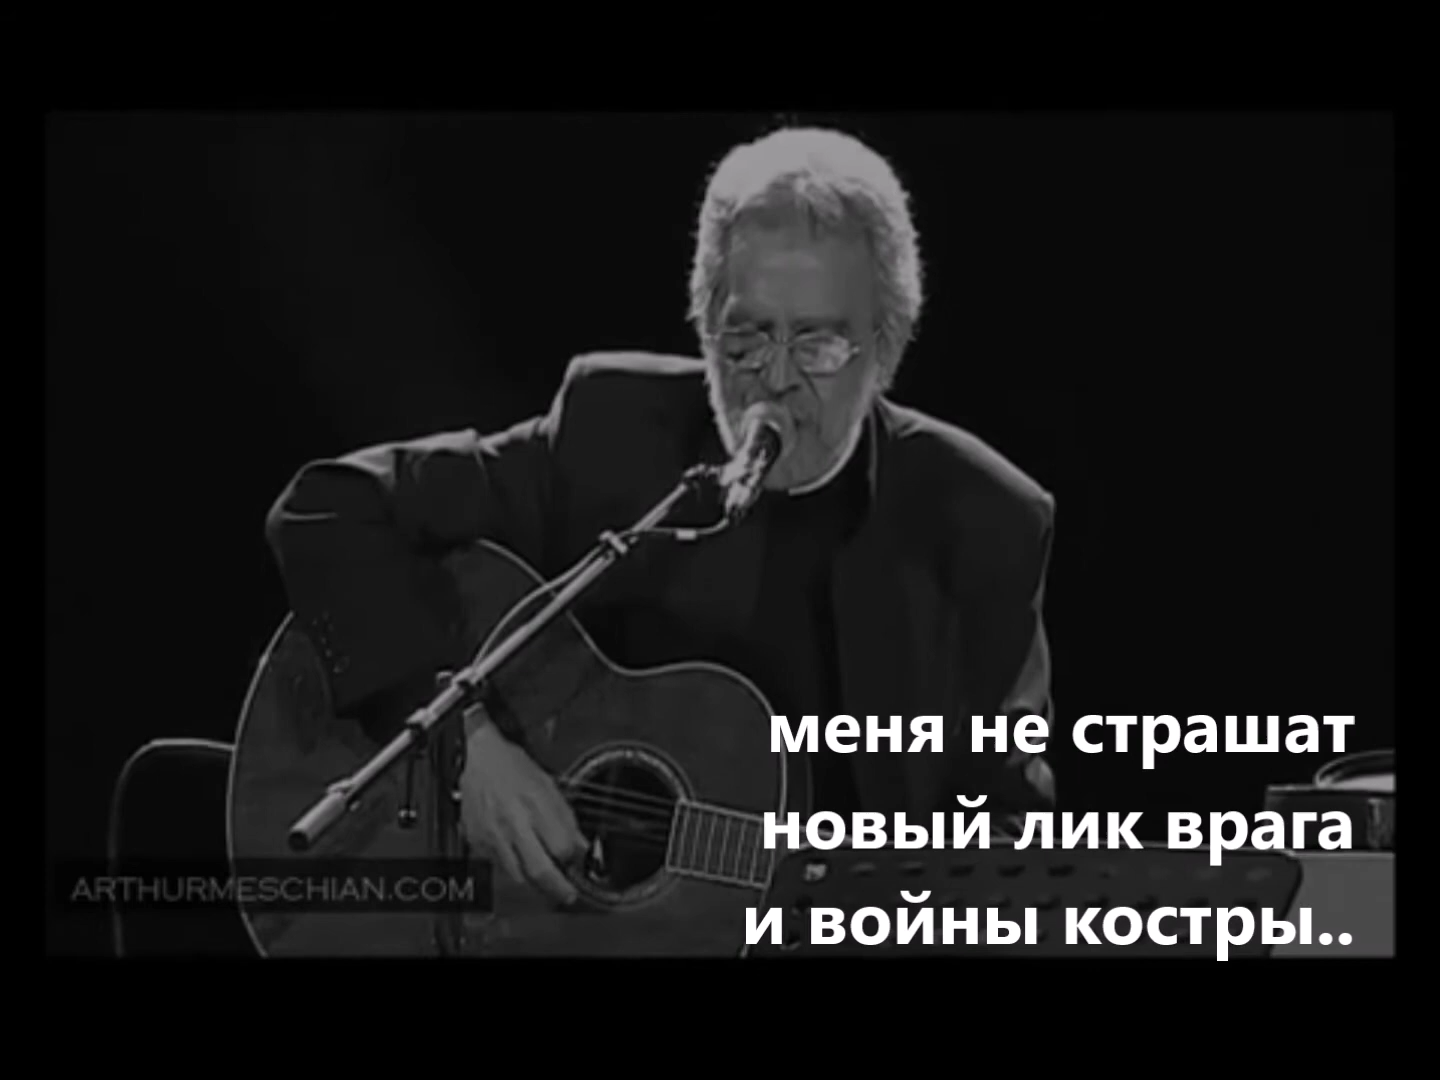 меня не страшат
новый лик врага
и войны костры..
ARTHURMESCHIAN.COM